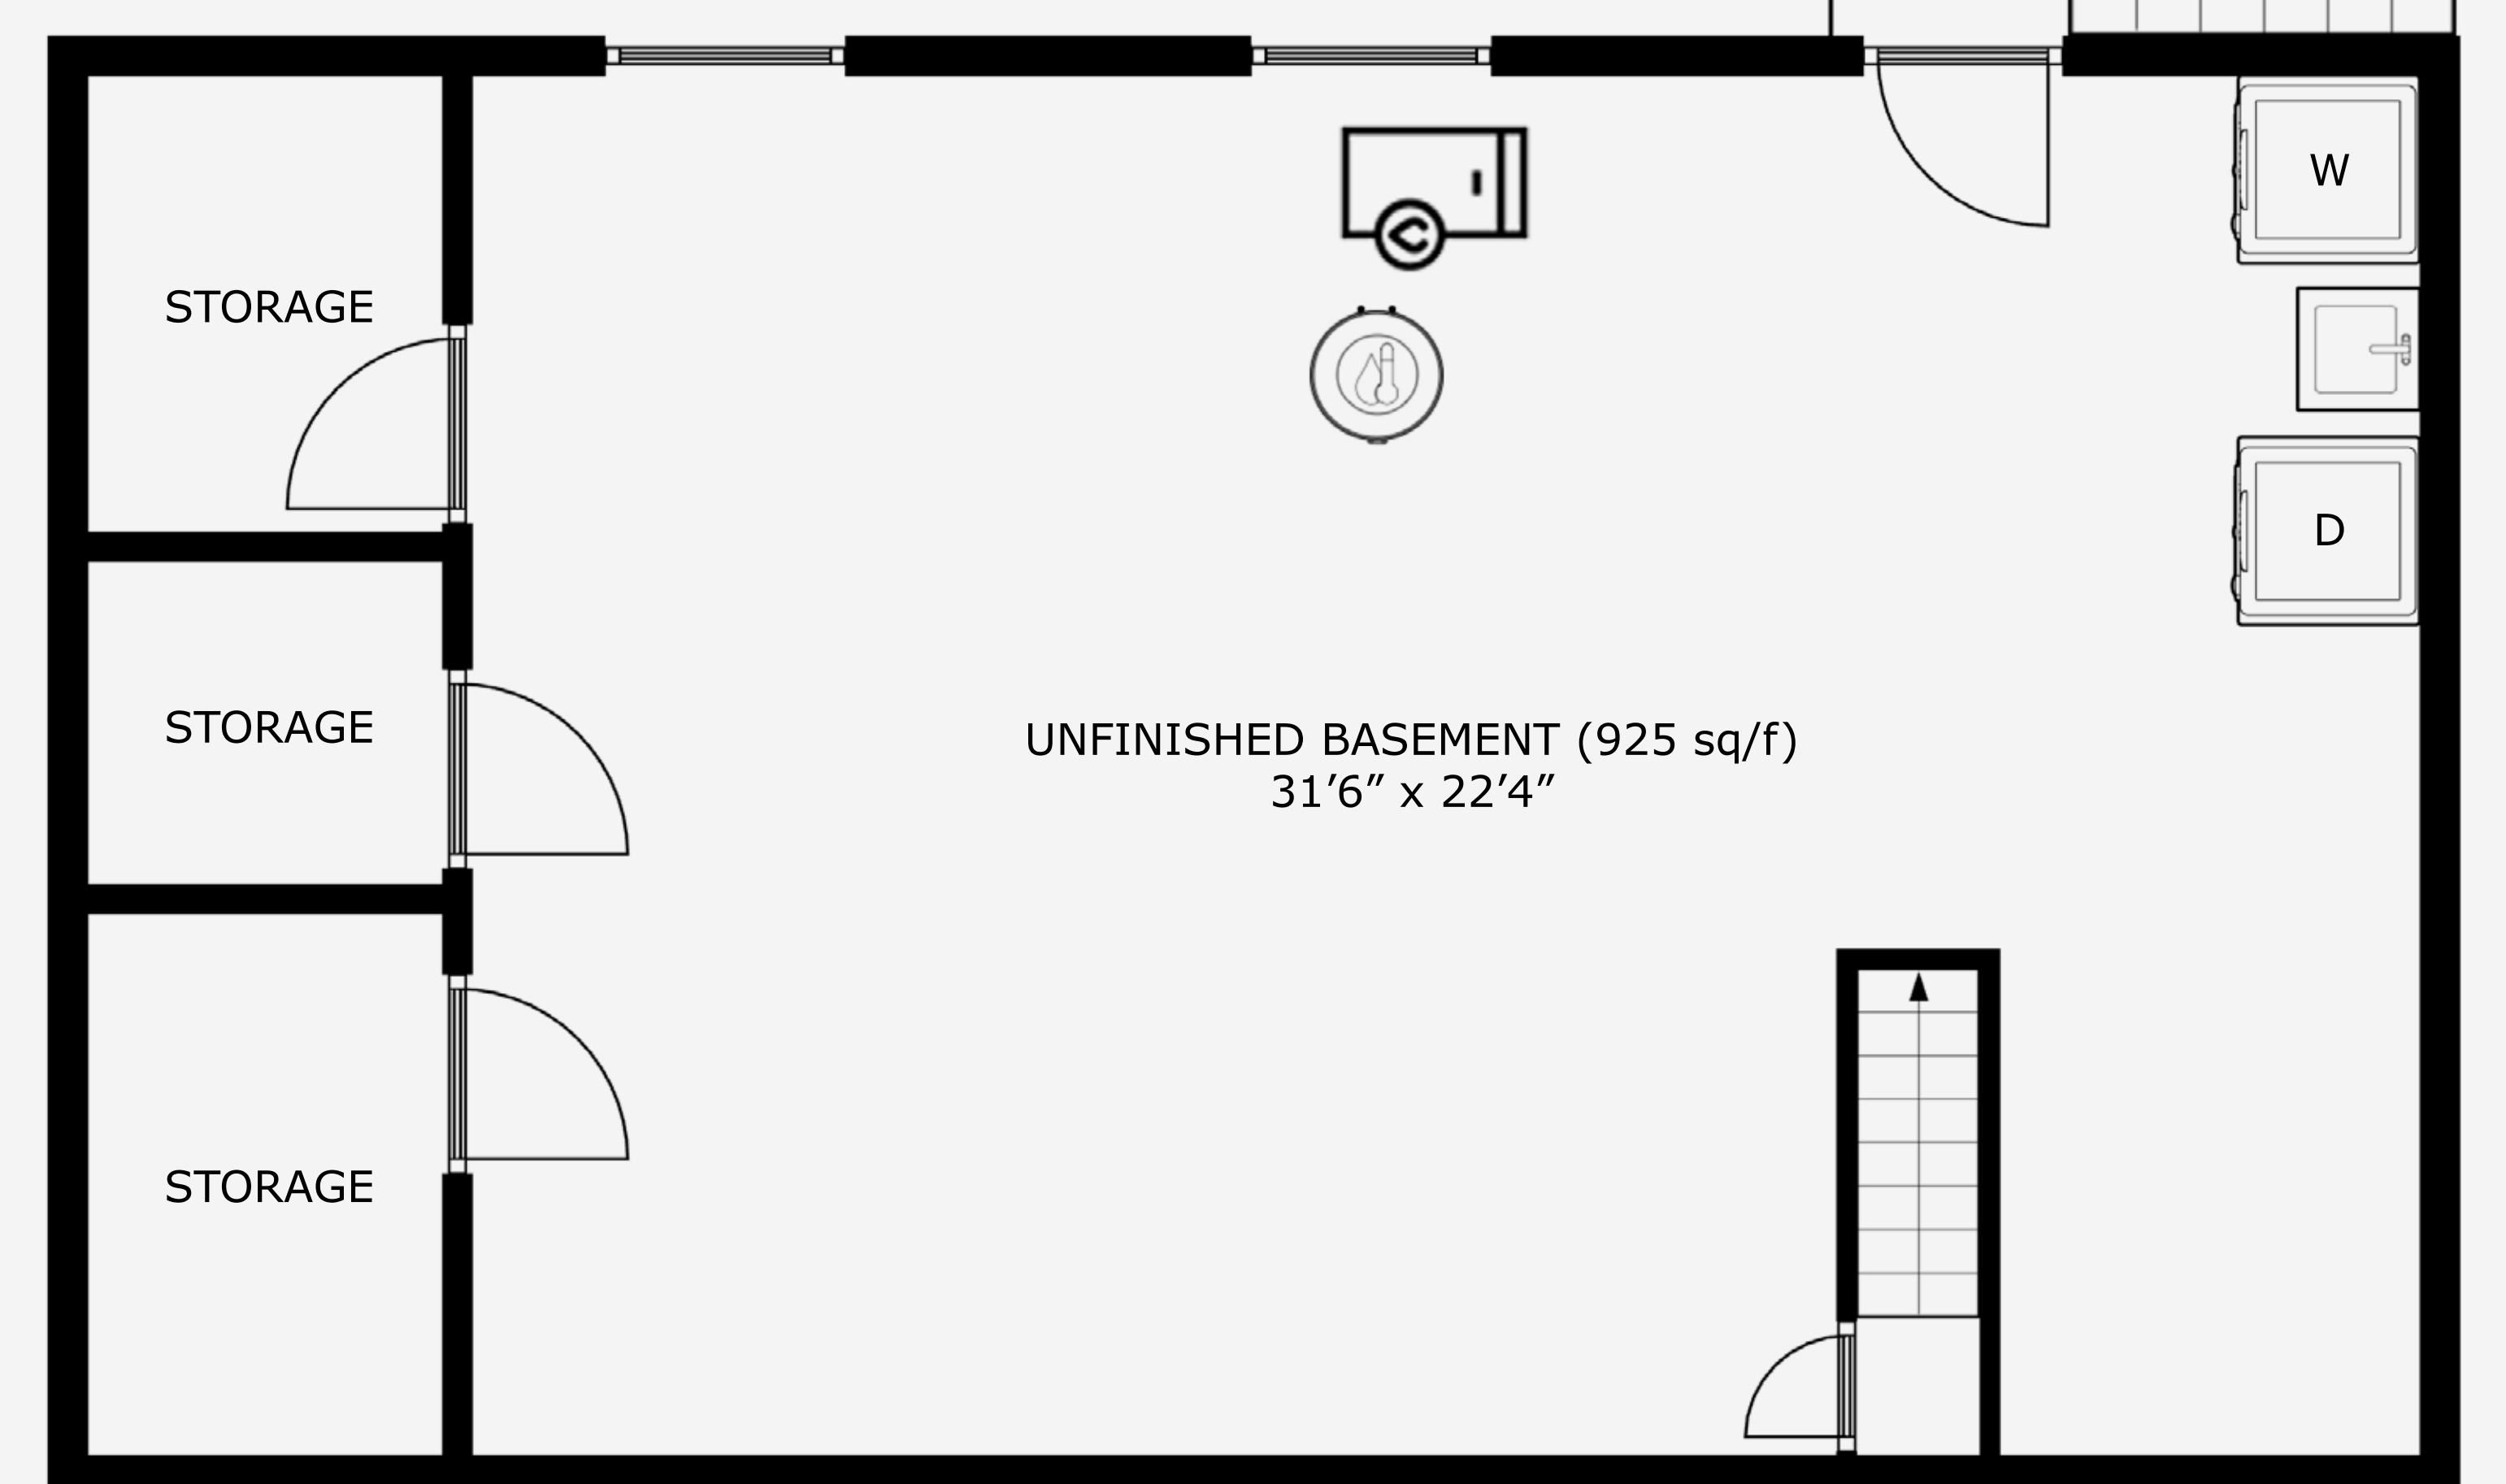 W
STORAGE
D
STORAGE
UNFINISHED BASEMENT (925 sq/f)
31’6” x 22’4”
STORAGE